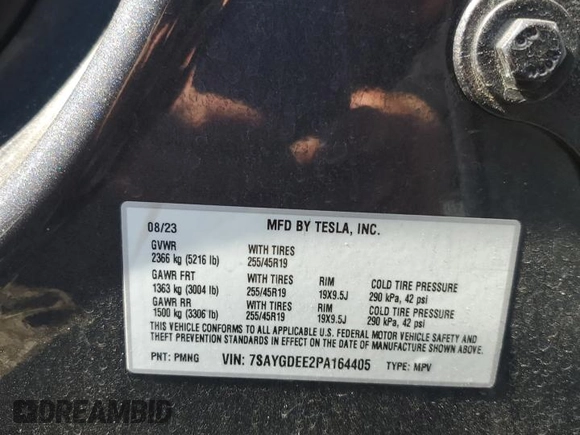 08/23 MFD BY TESLA, INC.
GVWR WITH TIRES
2366 kg (5216 lb) 255/45R19
GAWR FRT WITH TIRES RIM COLD TIRE PRESSURE
1363 kg (3004 lb) 255/45R19 19X9.5J 290 kPa, 42 psi
GAWR RR WITH TIRES RIM COLD TIRE PRESSURE
1500 kg (3306 lb) 255/45R19 19X9.5J 290 kPa, 42 psi
THIS VEHICLE CONFORMS TO ALL APPLICABLE U.S. FEDERAL MOTOR VEHICLE SAFETY AND
THEFT PREVENTION STANDARDS IN EFFECT ON THE DATE OF MANUFACTURE SHOWN ABOVE.
PNT: PMNG VIN: 7SAYGDEE2PA164405 TYPE: MPV
DREAMBID